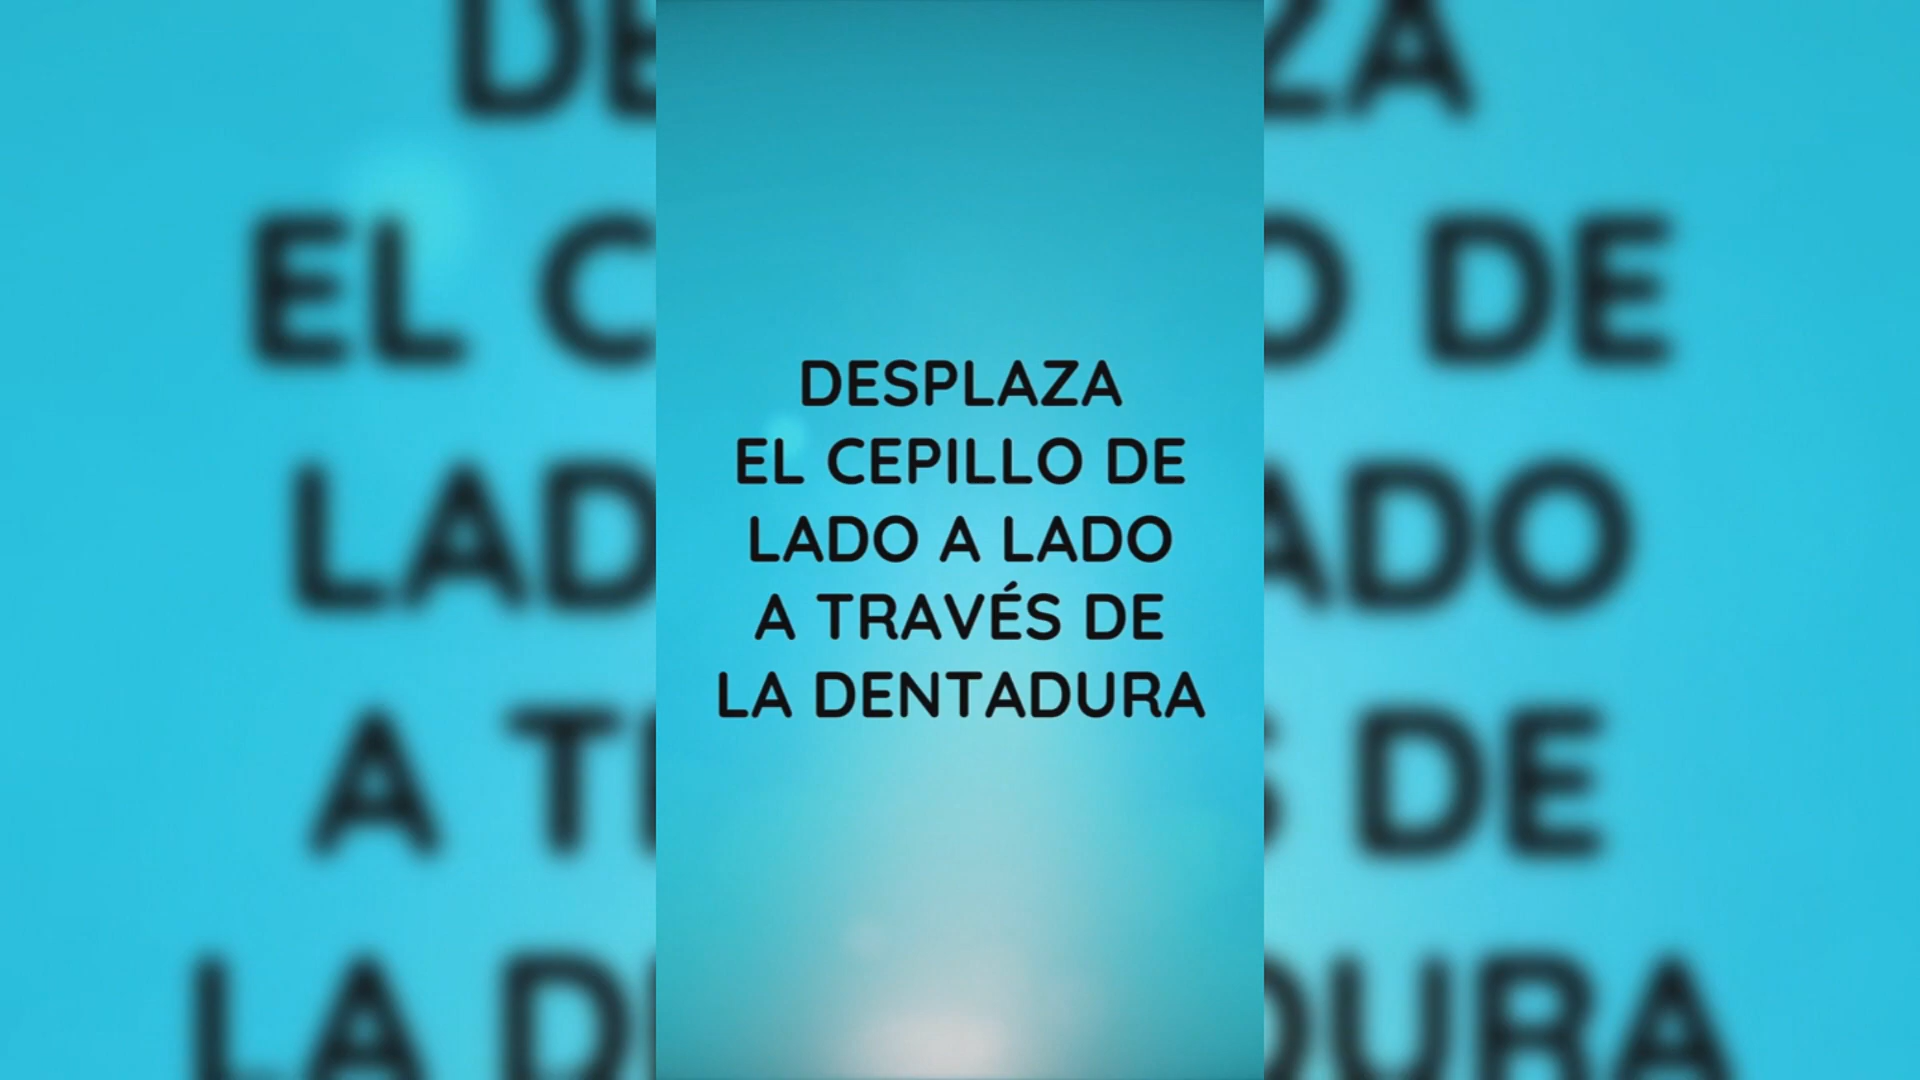 DESPLAZA
EL CEPILLO DE
LADO A LADO
A TRAVÉS DE
LA DENTADURA